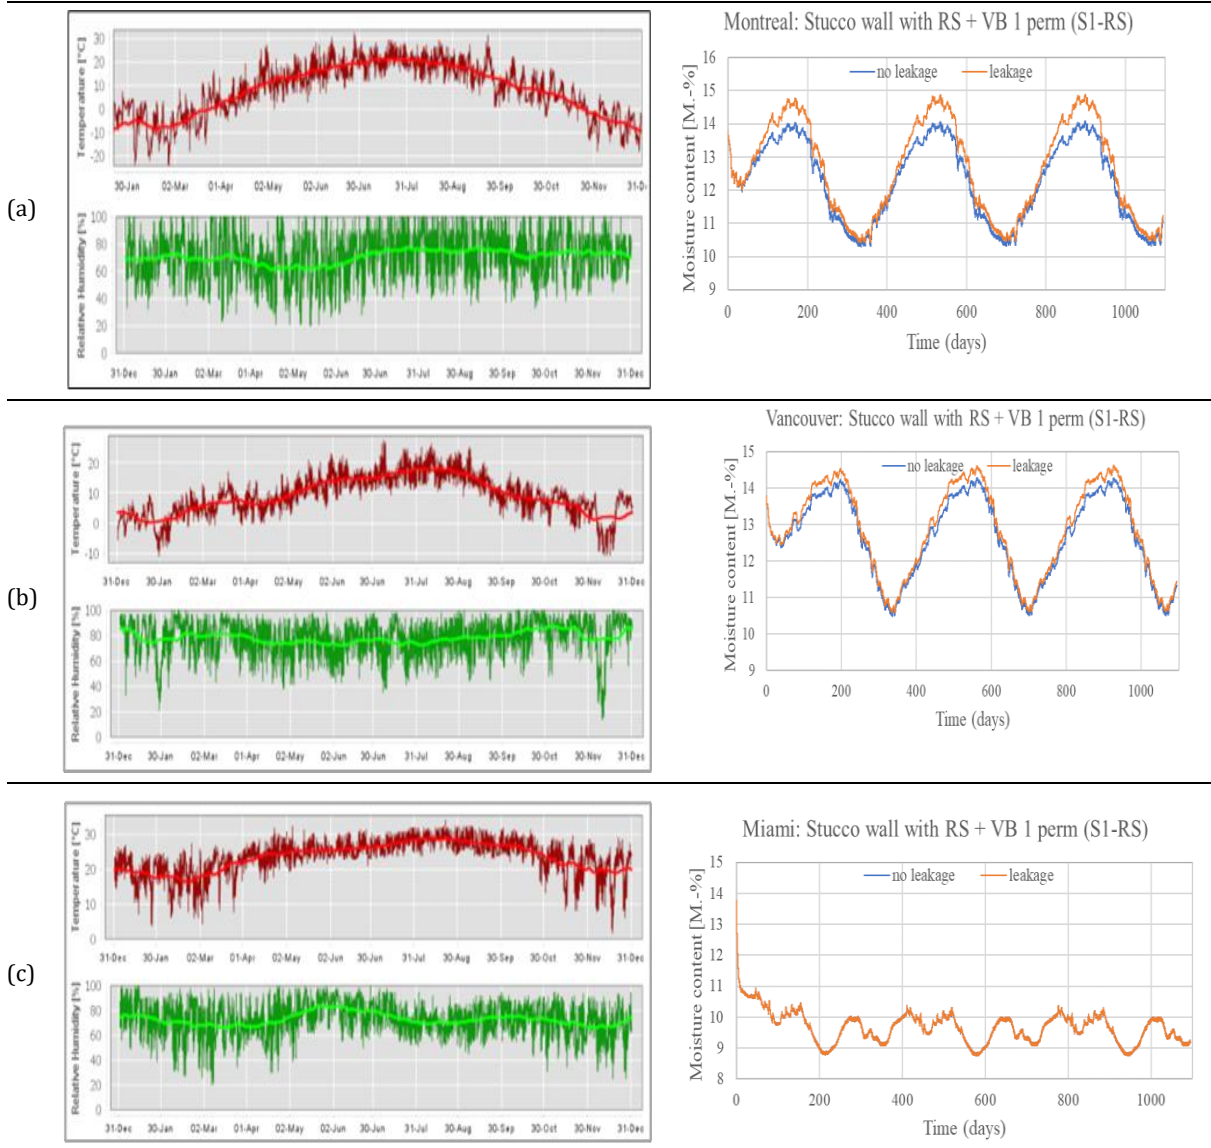 (a)
Temperature [°C]
30
20
10
0
-10
-20
30-Jan 02-Mar 01-Apr 02-May 02-Jun 30-Jun 31-Jul 30-Aug 30-Sep 30-Oct 30-Nov 31-D
Relative Humidity [%]
100
80
60
40
20
0
31-Dec 30-Jan 02-Mar 01-Apr 02-May 02-Jun 30-Jun 31-Jul 30-Aug 30-Sep 30-Oct 30-Nov 31-Dec
Montreal: Stucco wall with RS + VB 1 perm (S1-RS)
no leakage leakage
Moisture content [M.-%]
16
15
14
13
12
11
10
9
0 200 400 600 800 1000
Time (days)
(b)
Temperature [°C]
20
10
0
-10
31-Dec 30-Jan 02-Mar 01-Apr 02-May 02-Jun 30-Jun 31-Jul 30-Aug 30-Sep 30-Oct 30-Nov 31-Dec
Relative Humidity [%]
100
80
60
40
20
0
31-Dec 30-Jan 02-Mar 01-Apr 02-May 02-Jun 30-Jun 31-Jul 30-Aug 30-Sep 30-Oct 30-Nov 31-Dec
Vancouver: Stucco wall with RS + VB 1 perm (S1-RS)
no leakage leakage
Moisture content [M.-%]
15
14
13
12
11
10
9
0 200 400 600 800 1000
Time (days)
(c)
Temperature [°C]
30
20
10
0
31-Dec 30-Jan 02-Mar 01-Apr 02-May 02-Jun 30-Jun 31-Jul 30-Aug 30-Sep 30-Oct 30-Nov 31-Dec
Relative Humidity [%]
100
80
60
40
20
0
31-Dec 30-Jan 02-Mar 01-Apr 02-May 02-Jun 30-Jun 31-Jul 30-Aug 30-Sep 30-Oct 30-Nov 31-Dec
Miami: Stucco wall with RS + VB 1 perm (S1-RS)
no leakage leakage
Moisture content [M.-%]
15
14
13
12
11
10
9
8
0 200 400 600 800 1000
Time (days)